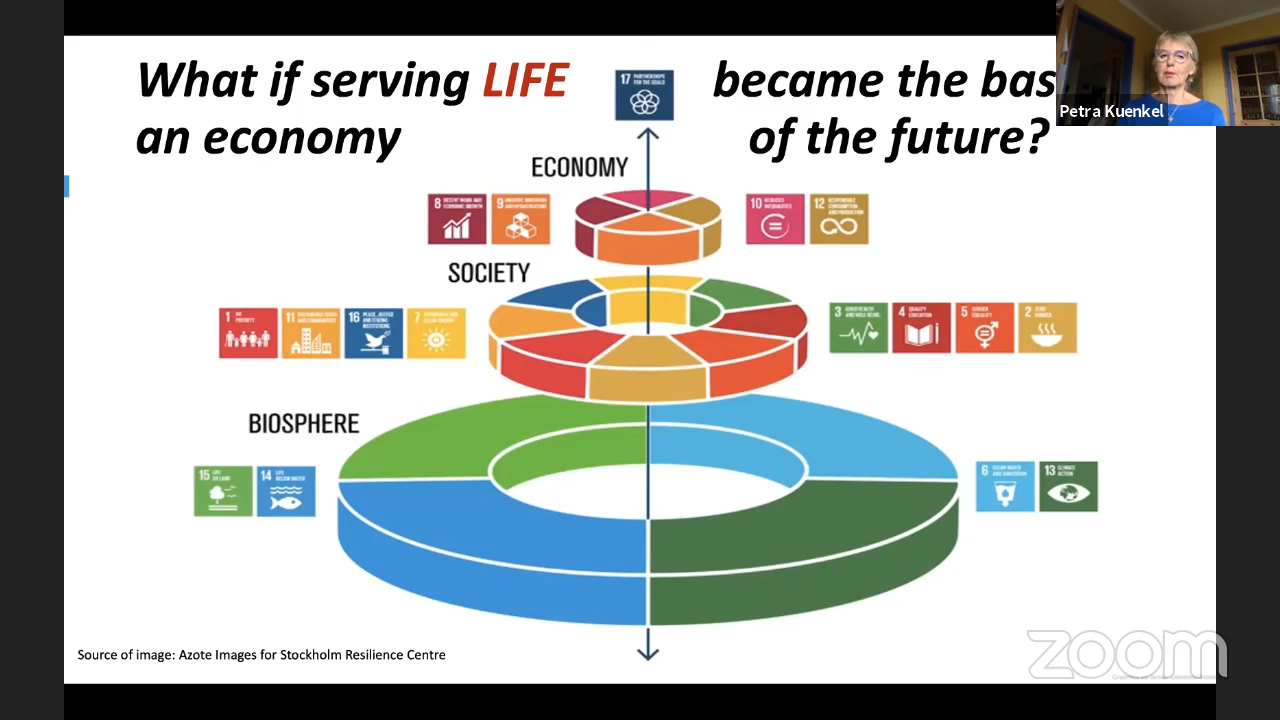 What if serving LIFE
became the bas
an economy
of the future?
Petra Kuenkel
17 PARTNERSHIPS
FOR THE GOALS
ECONOMY
8 DECENT WORK AND
ECONOMIC GROWTH
9 INDUSTRY, INNOVATION
AND INFRASTRUCTURE
10 REDUCED
INEQUALITIES
12 RESPONSIBLE
CONSUMPTION
AND PRODUCTION
SOCIETY
1 NO
POVERTY
11 SUSTAINABLE CITIES
AND COMMUNITIES
16 PEACE, JUSTICE
AND STRONG
INSTITUTIONS
7 AFFORDABLE AND
CLEAN ENERGY
3 GOOD HEALTH
AND WELL-BEING
4 QUALITY
EDUCATION
5 GENDER
EQUALITY
2 ZERO
HUNGER
BIOSPHERE
15 LIFE
ON LAND
14 LIFE
BELOW WATER
6 CLEAN WATER
AND SANITATION
13 CLIMATE
ACTION
Source of image: Azote Images for Stockholm Resilience Centre
zoom